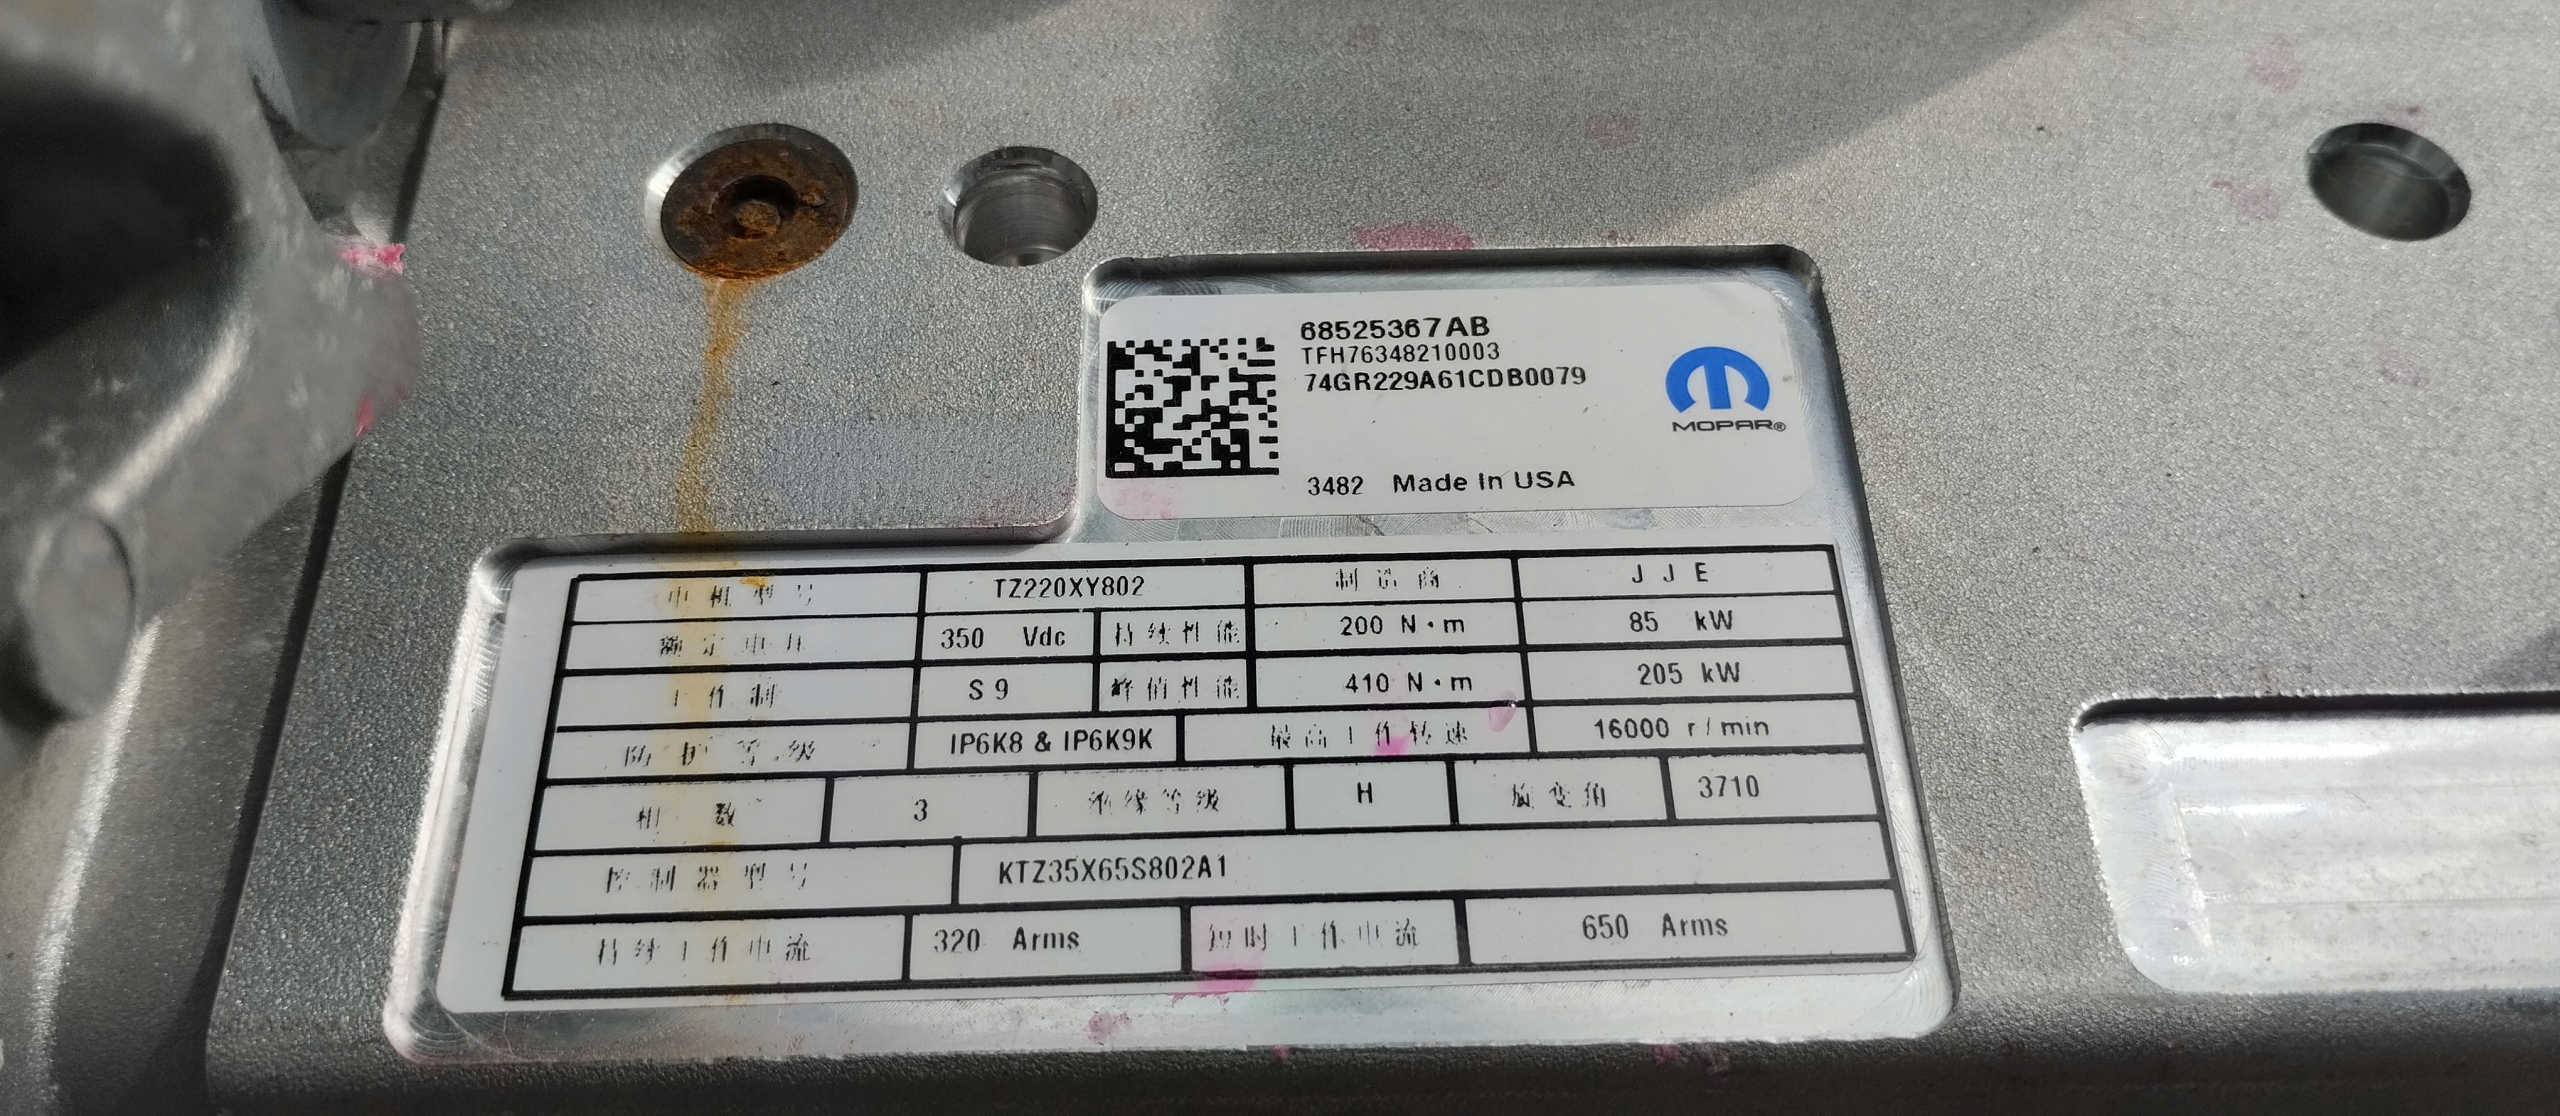 68525367AB
TFH76348210003
74GR229A61CDB0079
MOPAR®
3482 Made In USA
电机型号 TZ220XY802 制造商 JJE
额定电压 350 Vdc 持续性能 200 N·m 85 kW
工作制 S9 峰值性能 410 N·m 205 kW
防护等级 IP6K8 & IP6K9K 最高工作转速 16000 r/min
相数 3 绝缘等级 H 旋变角 3710
控制器型号 KTZ35X65S802A1
持续工作电流 320 Arms 短时工作电流 650 Arms